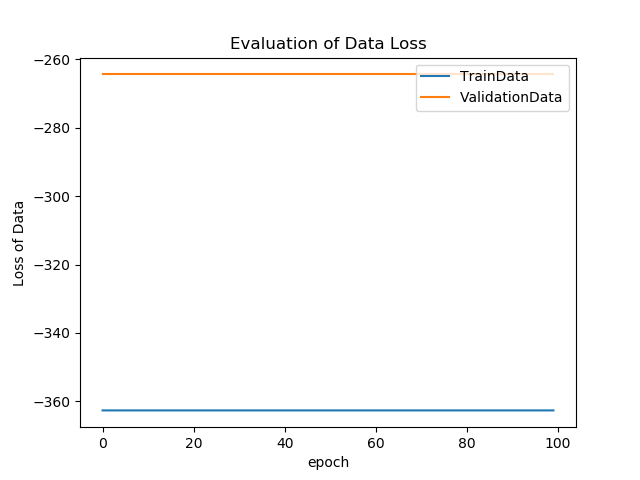 Evaluation of Data Loss
−260
−280
−300
−320
−340
−360
Loss of Data
TrainData
ValidationData
0 20 40 60 80 100
epoch